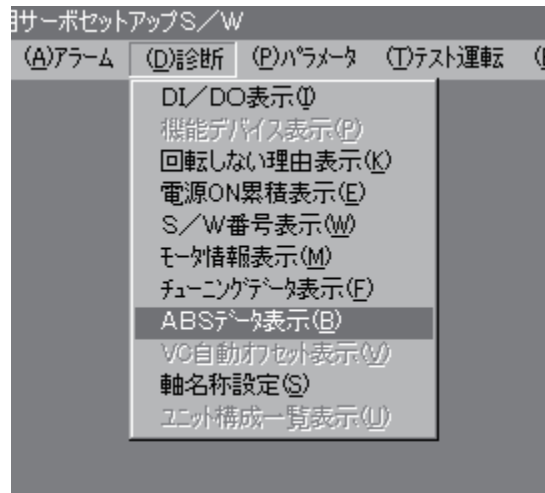 用サーボセットアップS／W
(A)アラーム (D)診断 (P)パラメータ (T)テスト運転
DI／DO表示(I)
機能デバイス表示(P)
回転しない理由表示(K)
電源ON累積表示(E)
S／W番号表示(W)
モータ情報表示(M)
チューニングデータ表示(F)
ABSデータ表示(B)
VC自動オフセット表示(V)
軸名称設定(S)
ユニット構成一覧表示(U)